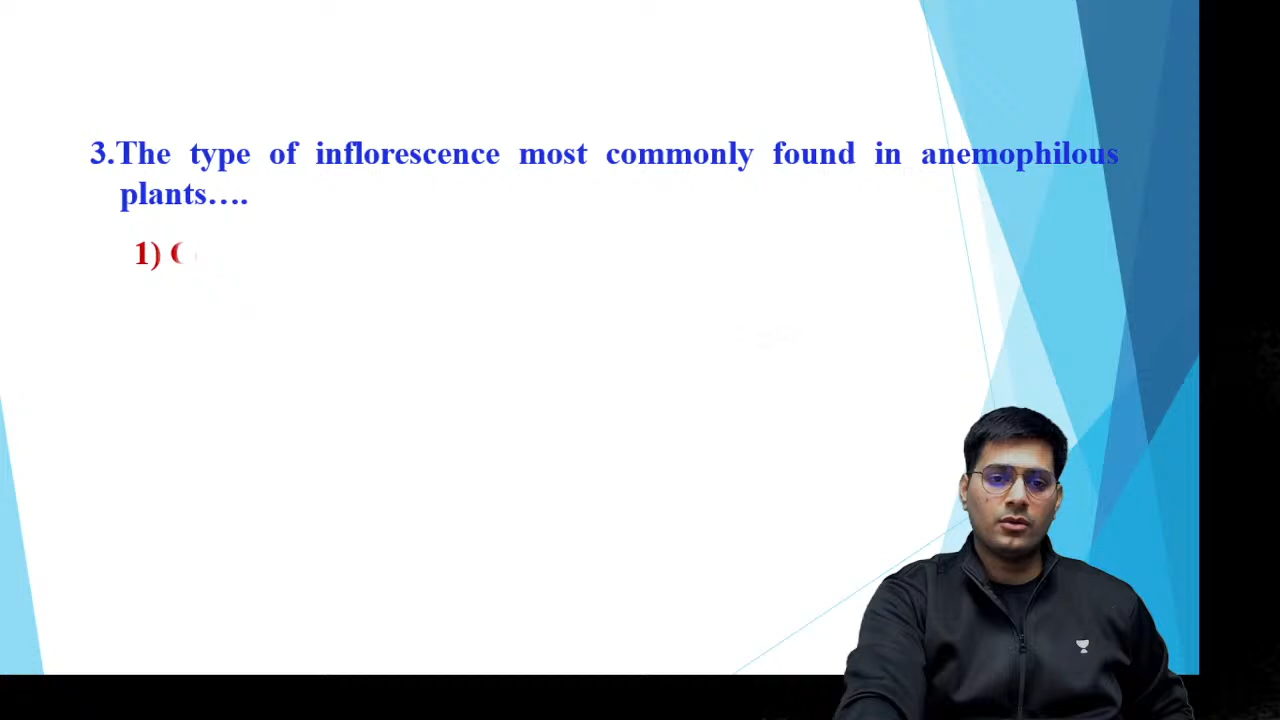 3.The type of inflorescence most commonly found in anemophilous
plants….
1)